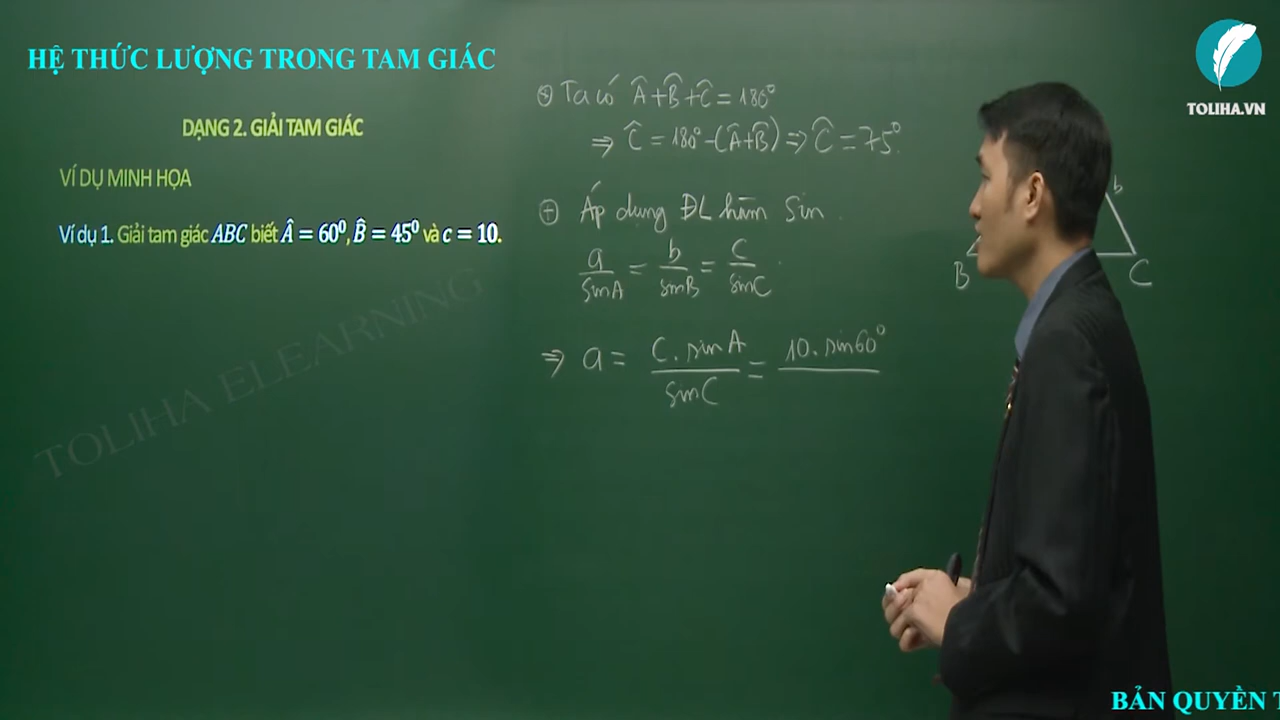 HỆ THỨC LƯỢNG TRONG TAM GIÁC
DẠNG 2. GIẢI TAM GIÁC
VÍ DỤ MINH HỌA
Ví dụ 1. Giải tam giác ABC biết Â = 60⁰, B̂ = 45⁰ và c = 10.
TOLIHA ELEARNING
⊕ Ta có Â + B̂ + Ĉ = 180°
⇒ Ĉ = 180° - (Â + B̂) ⇒ Ĉ = 75°.
⊕ Áp dụng ĐL hàm Sin.
a/sinA = b/sinB = c/sinC.
⇒ a = c.sinA/sinC = 10.sin60°
b
B
C
TOLIHA.VN
BẢN QUYỀN T